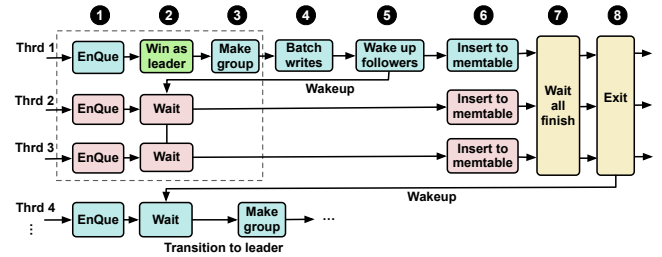 1 2 3 4 5 6 7 8
Thrd 1
EnQue
Win as
leader
Make
group
Batch
writes
Wake up
followers
Insert to
memtable
Wait
all
finish
Exit
Wakeup
Thrd 2
EnQue
Wait
Insert to
memtable
Thrd 3
EnQue
Wait
Insert to
memtable
Wakeup
Thrd 4
EnQue
Wait
Make
group
...
...
Transition to leader